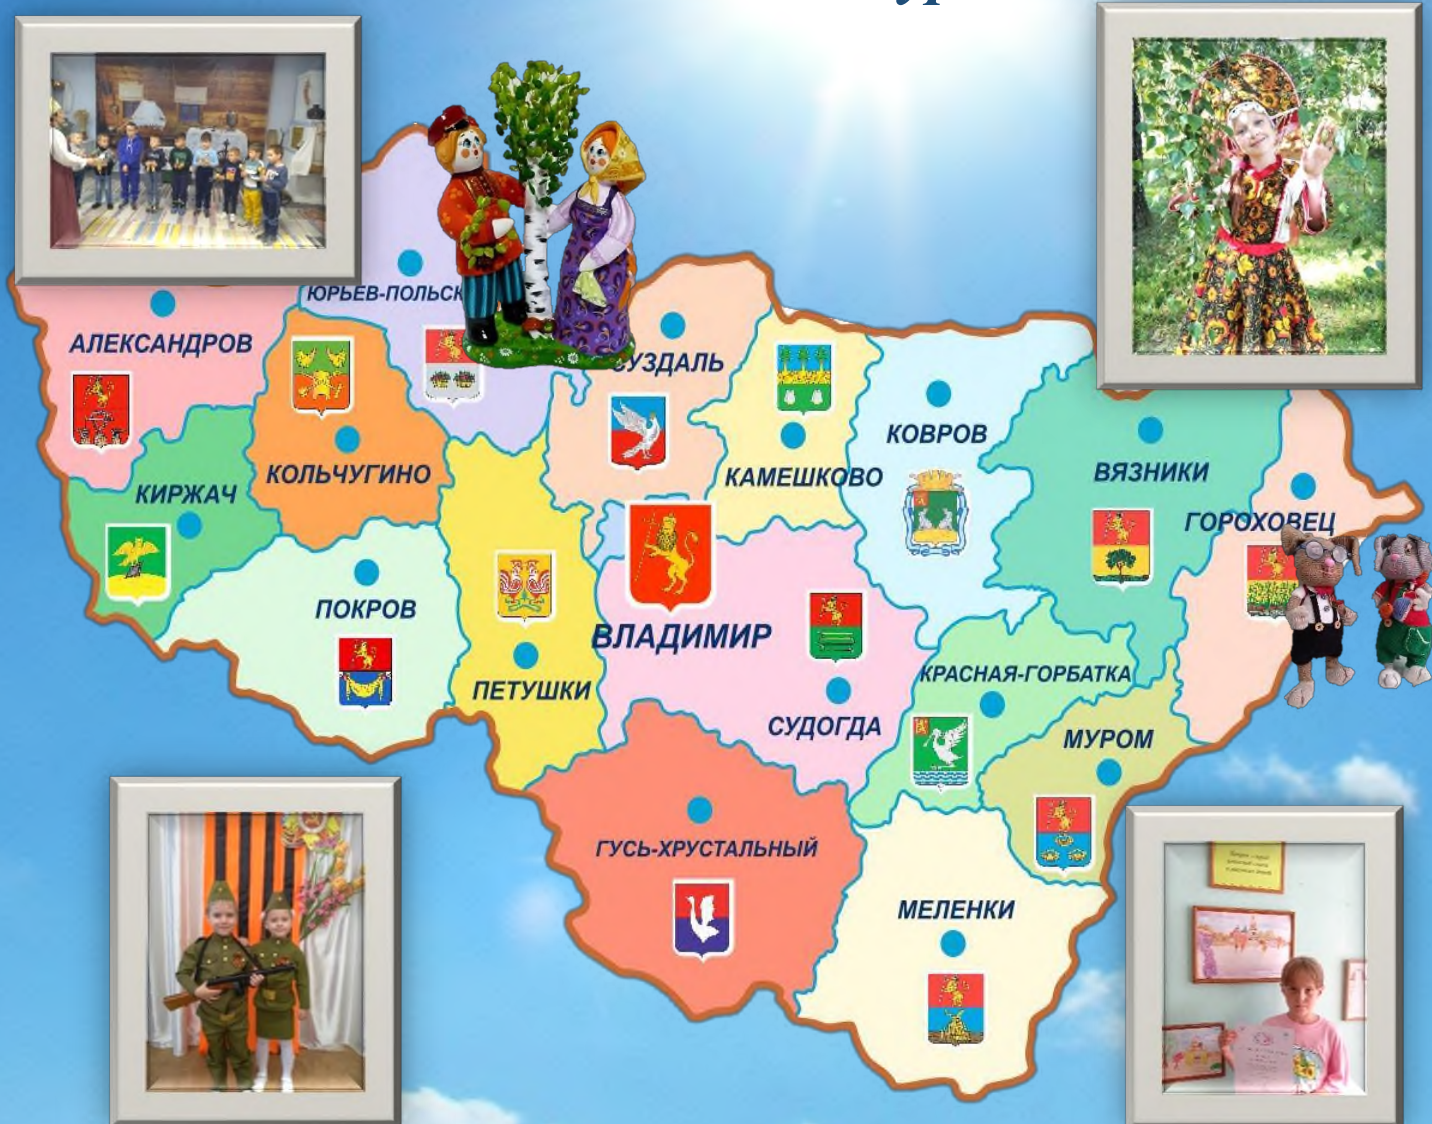 ЮРЬЕВ-ПОЛЬСК
АЛЕКСАНДРОВ
СУЗДАЛЬ
КОВРОВ
КОЛЬЧУГИНО
КАМЕШКОВО
ВЯЗНИКИ
КИРЖАЧ
ГОРОХОВЕЦ
ПОКРОВ
ВЛАДИМИР
ПЕТУШКИ
КРАСНАЯ-ГОРБАТКА
СУДОГДА
МУРОМ
ГУСЬ-ХРУСТАЛЬНЫЙ
МЕЛЕНКИ